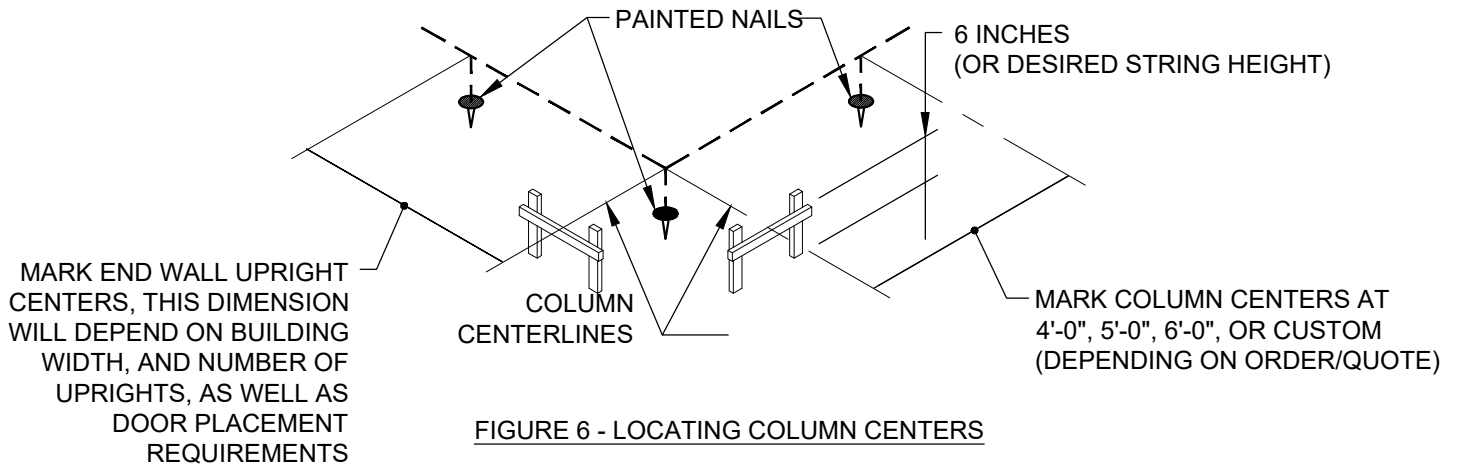 PAINTED NAILS
6 INCHES
(OR DESIRED STRING HEIGHT)
MARK END WALL UPRIGHT
CENTERS, THIS DIMENSION
WILL DEPEND ON BUILDING
WIDTH, AND NUMBER OF
UPRIGHTS, AS WELL AS
DOOR PLACEMENT
REQUIREMENTS
COLUMN
CENTERLINES
MARK COLUMN CENTERS AT
4'-0", 5'-0", 6'-0", OR CUSTOM
(DEPENDING ON ORDER/QUOTE)
FIGURE 6 - LOCATING COLUMN CENTERS